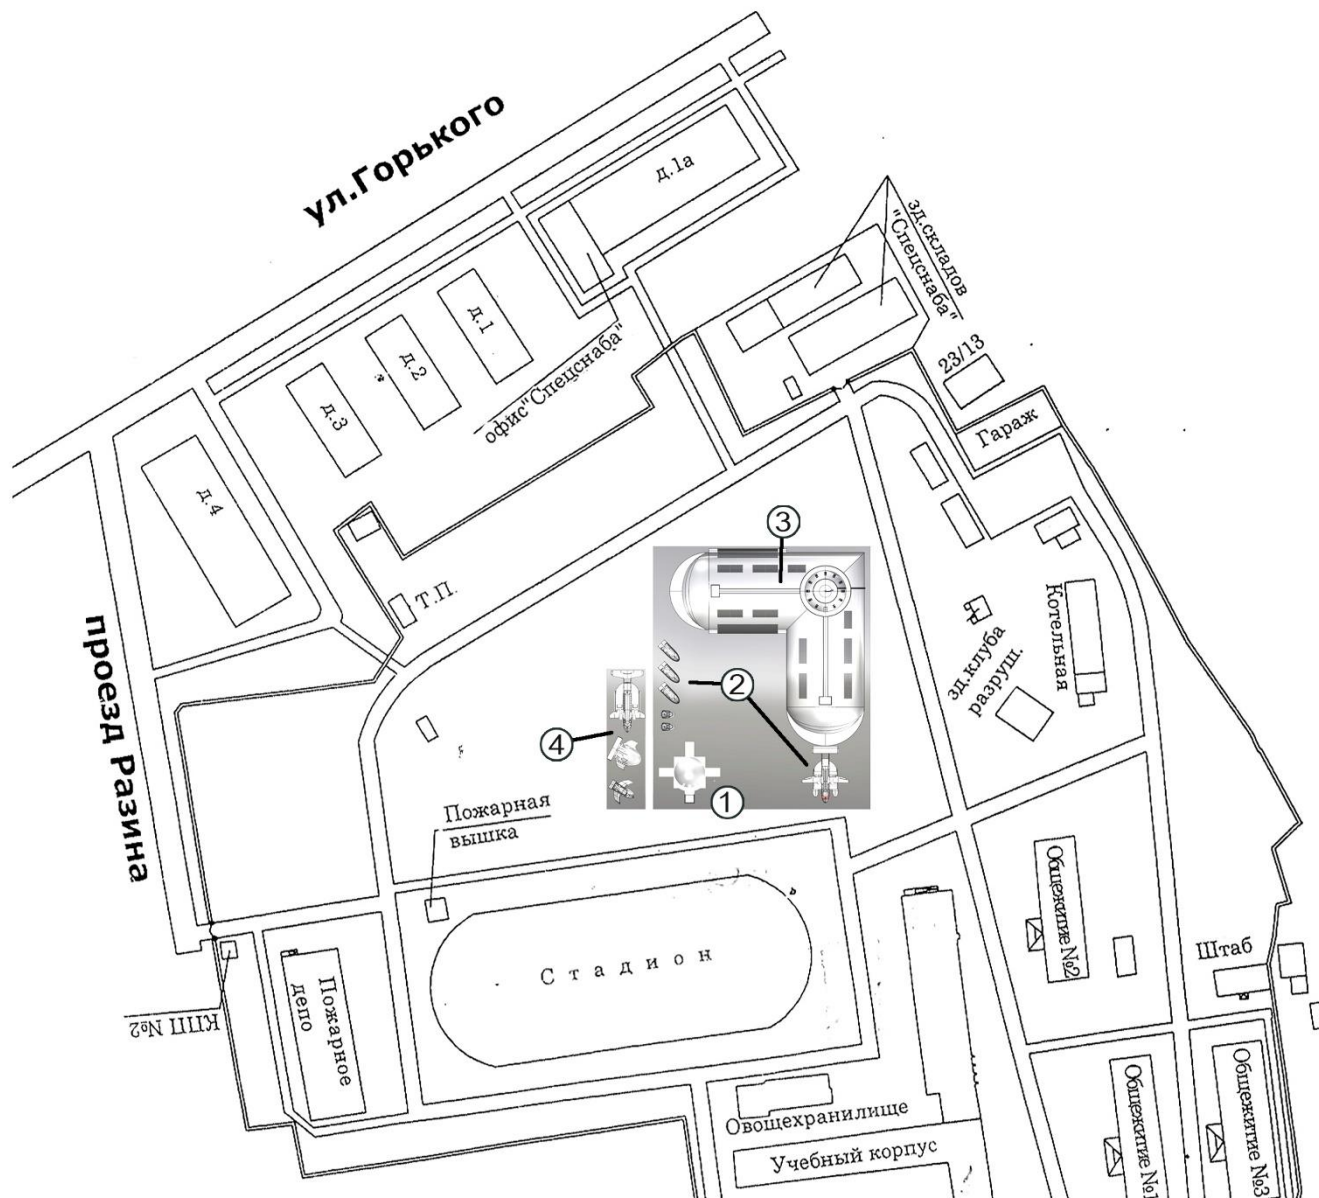 ул.Горького
д.1а
зд.складов
"Спецснаба"
д.1
д.2
д.3
офис"Спецснаба"
23/13
Гараж
д.4
проезд Разина
Т.П.
3
2
4
1
Котельная
зд.клуба
разруш.
Пожарная
вышка
Стадион
Общежитие №2
Штаб
КПП №2
Пожарное
депо
Овощехранилище
Учебный корпус
Общежитие №1
Общежитие №3